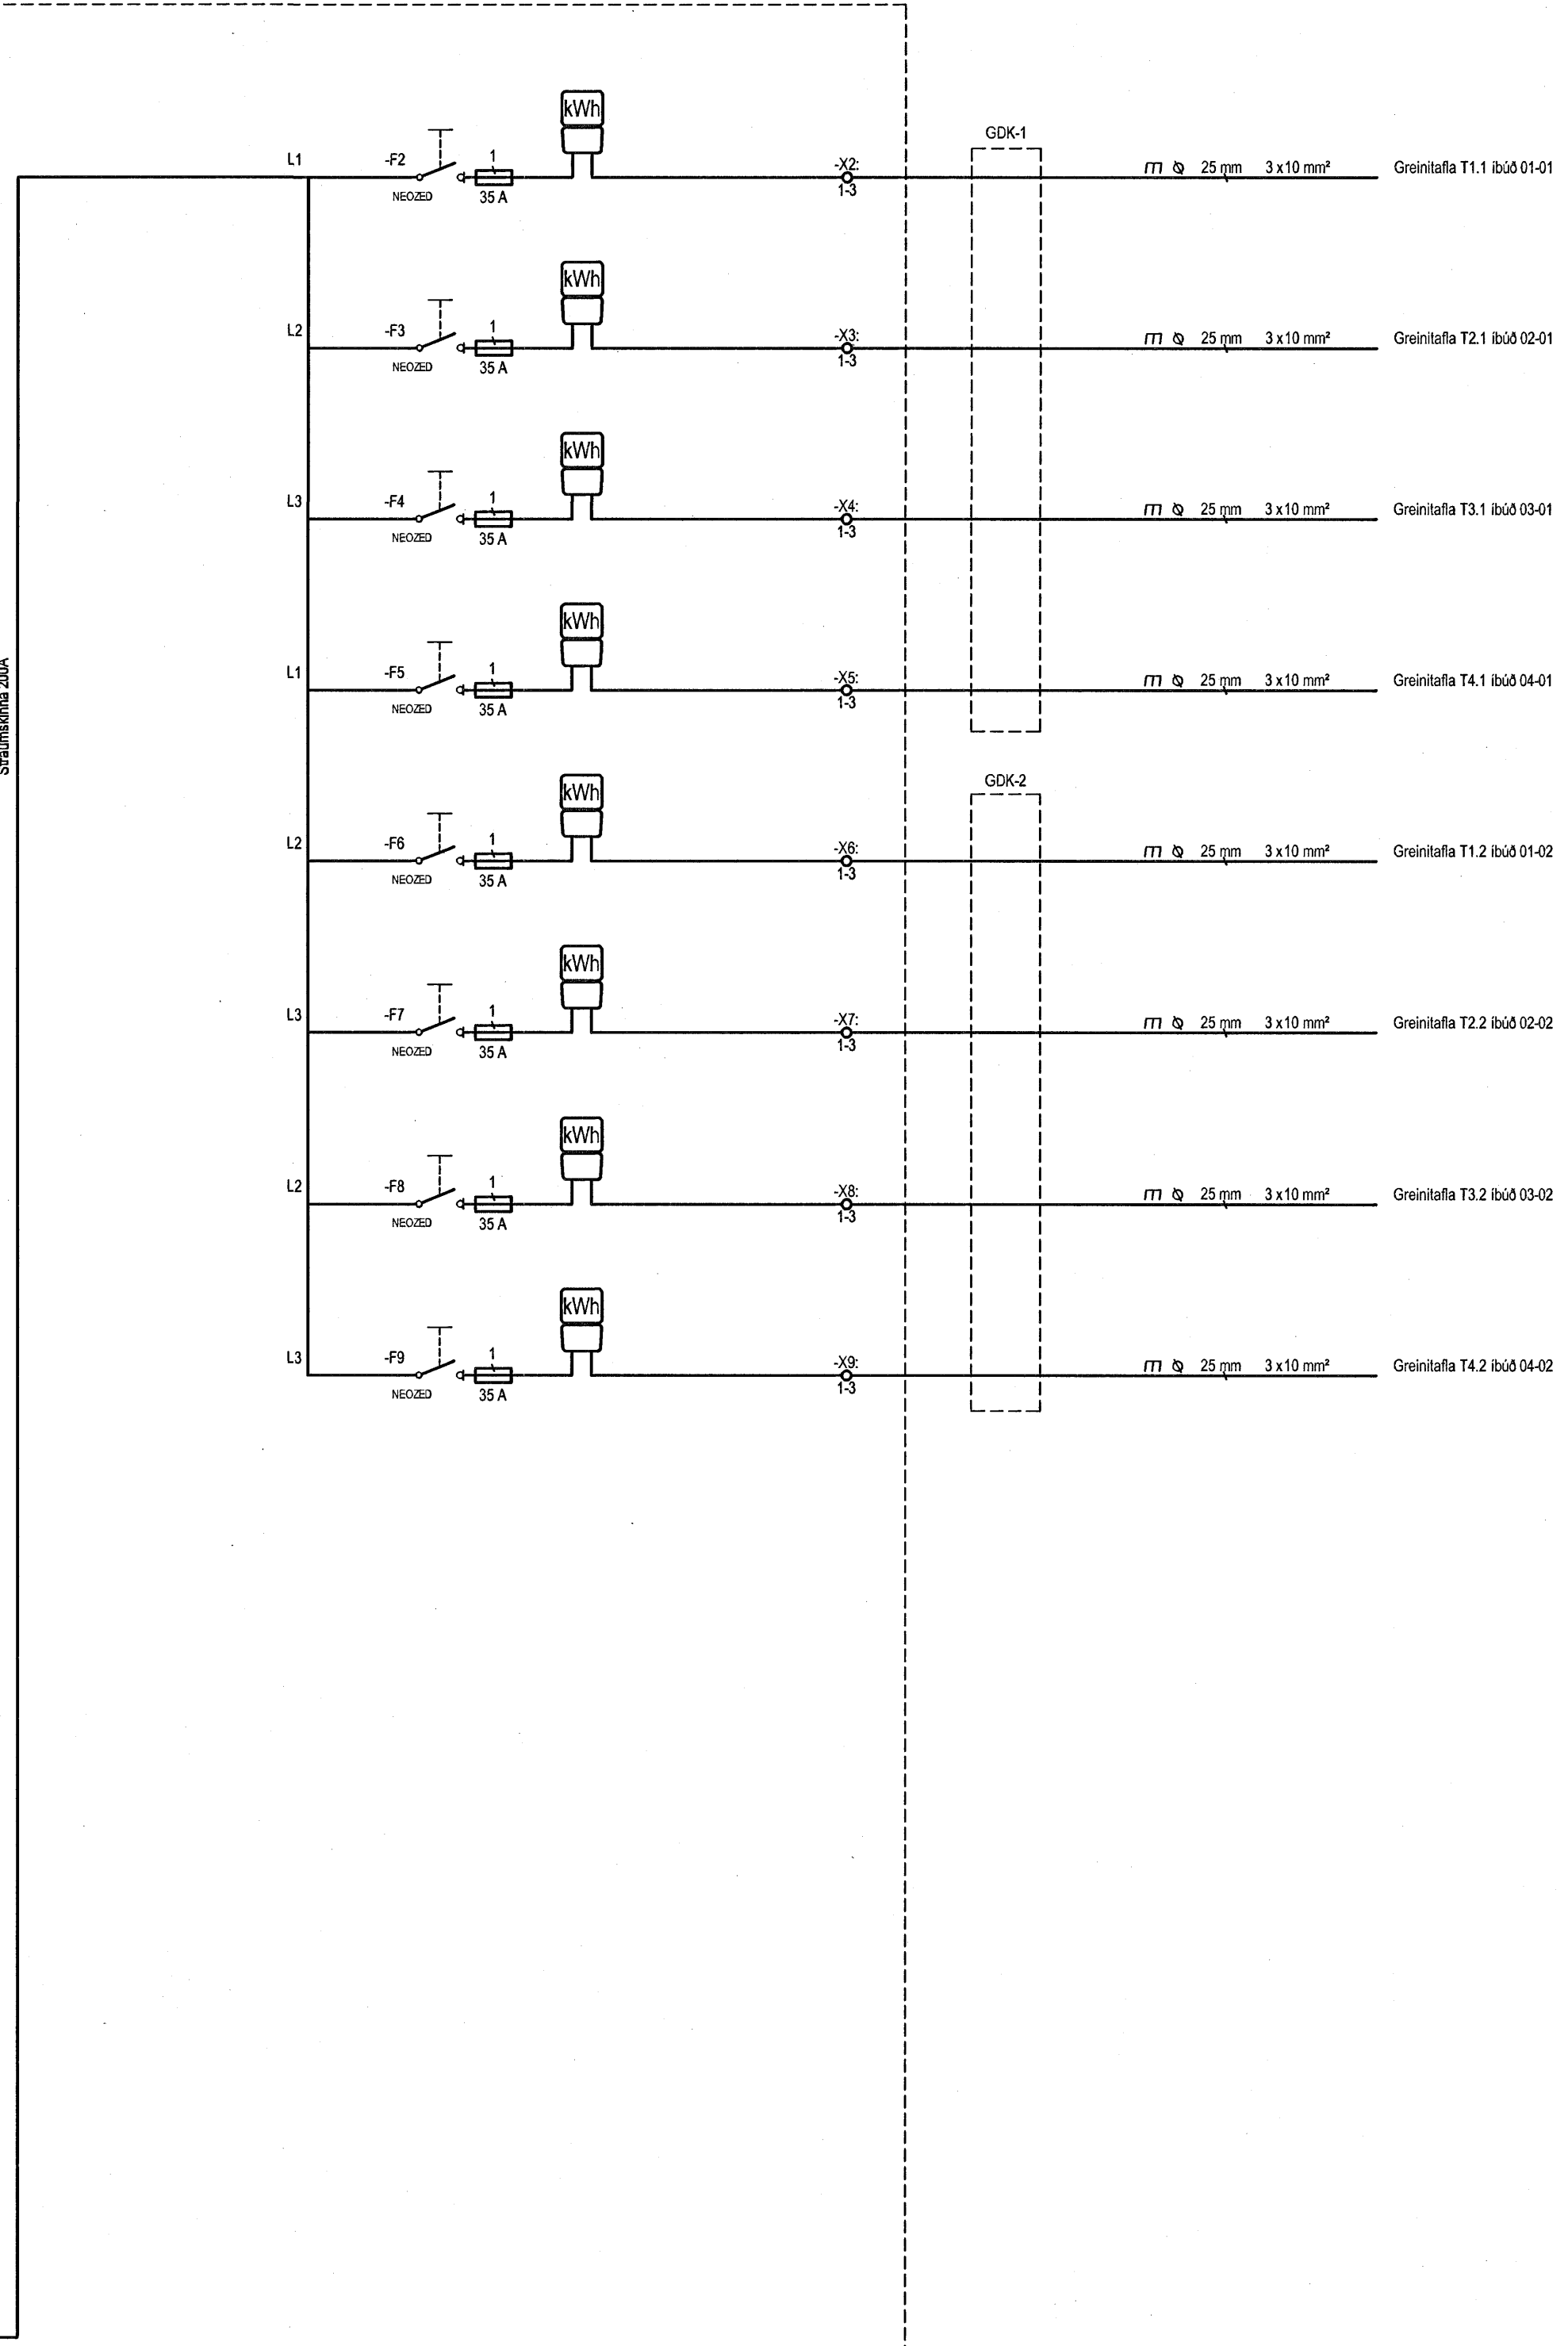 kWh
GDK-1
L1 -F2 1 -X2: 25 mm 3 x 10 mm² Greinitafla T1.1 íbúð 01-01
NEOZED 35 A 1-3
kWh
L2 -F3 1 -X3: 25 mm 3 x 10 mm² Greinitafla T2.1 íbúð 02-01
NEOZED 35 A 1-3
kWh
L3 -F4 1 -X4: 25 mm 3 x 10 mm² Greinitafla T3.1 íbúð 03-01
NEOZED 35 A 1-3
kWh
L1 -F5 1 -X5: 25 mm 3 x 10 mm² Greinitafla T4.1 íbúð 04-01
NEOZED 35 A 1-3
Straumskinna 200A
kWh
GDK-2
L2 -F6 1 -X6: 25 mm 3 x 10 mm² Greinitafla T1.2 íbúð 01-02
NEOZED 35 A 1-3
kWh
L3 -F7 1 -X7: 25 mm 3 x 10 mm² Greinitafla T2.2 íbúð 02-02
NEOZED 35 A 1-3
kWh
L2 -F8 1 -X8: 25 mm 3 x 10 mm² Greinitafla T3.2 íbúð 03-02
NEOZED 35 A 1-3
kWh
L3 -F9 1 -X9: 25 mm 3 x 10 mm² Greinitafla T4.2 íbúð 04-02
NEOZED 35 A 1-3